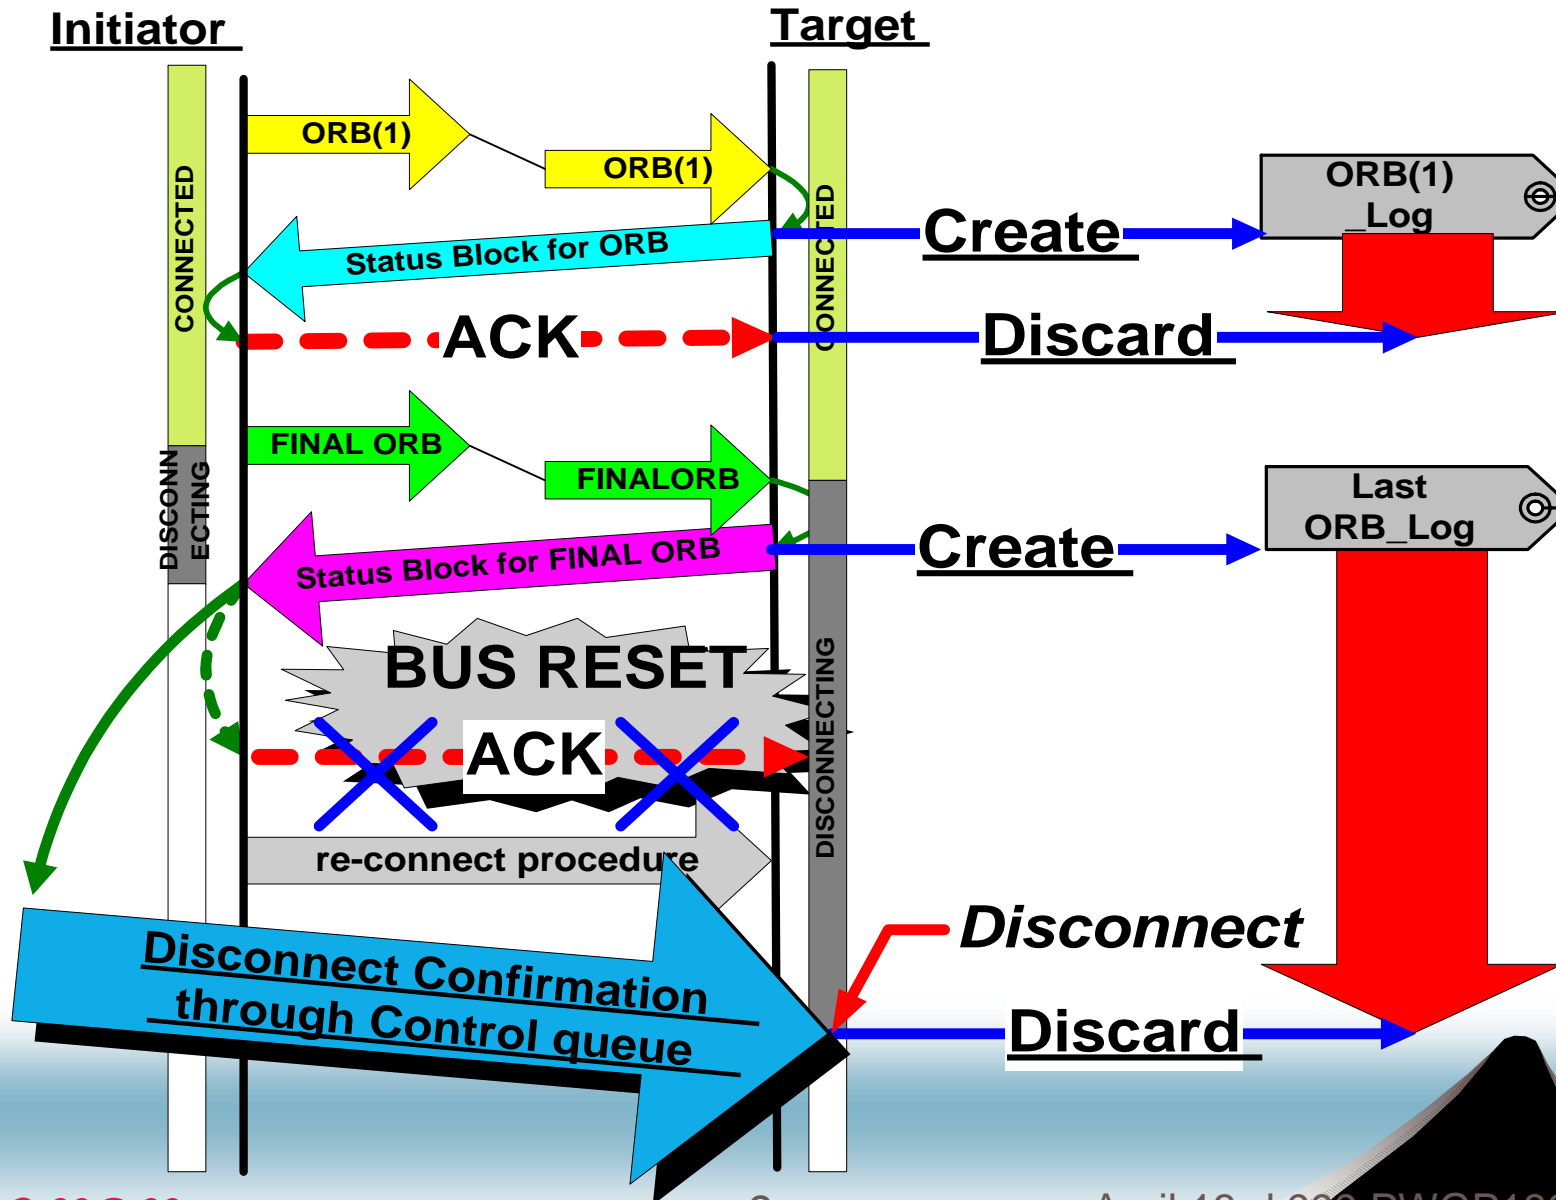 Initiator
Target
ORB(1)
ORB(1)
ORB(1)
_Log
CONNECTED
CONNECTED
Create
Status Block for ORB
ACK
Discard
FINAL ORB
FINALORB
Last
ORB_Log
DISCONN
ECTING
Create
Status Block for FINAL ORB
BUS RESET
ACK
DISCONNECTING
re-connect procedure
Disconnect
Disconnect Confirmation
through Control queue
Discard